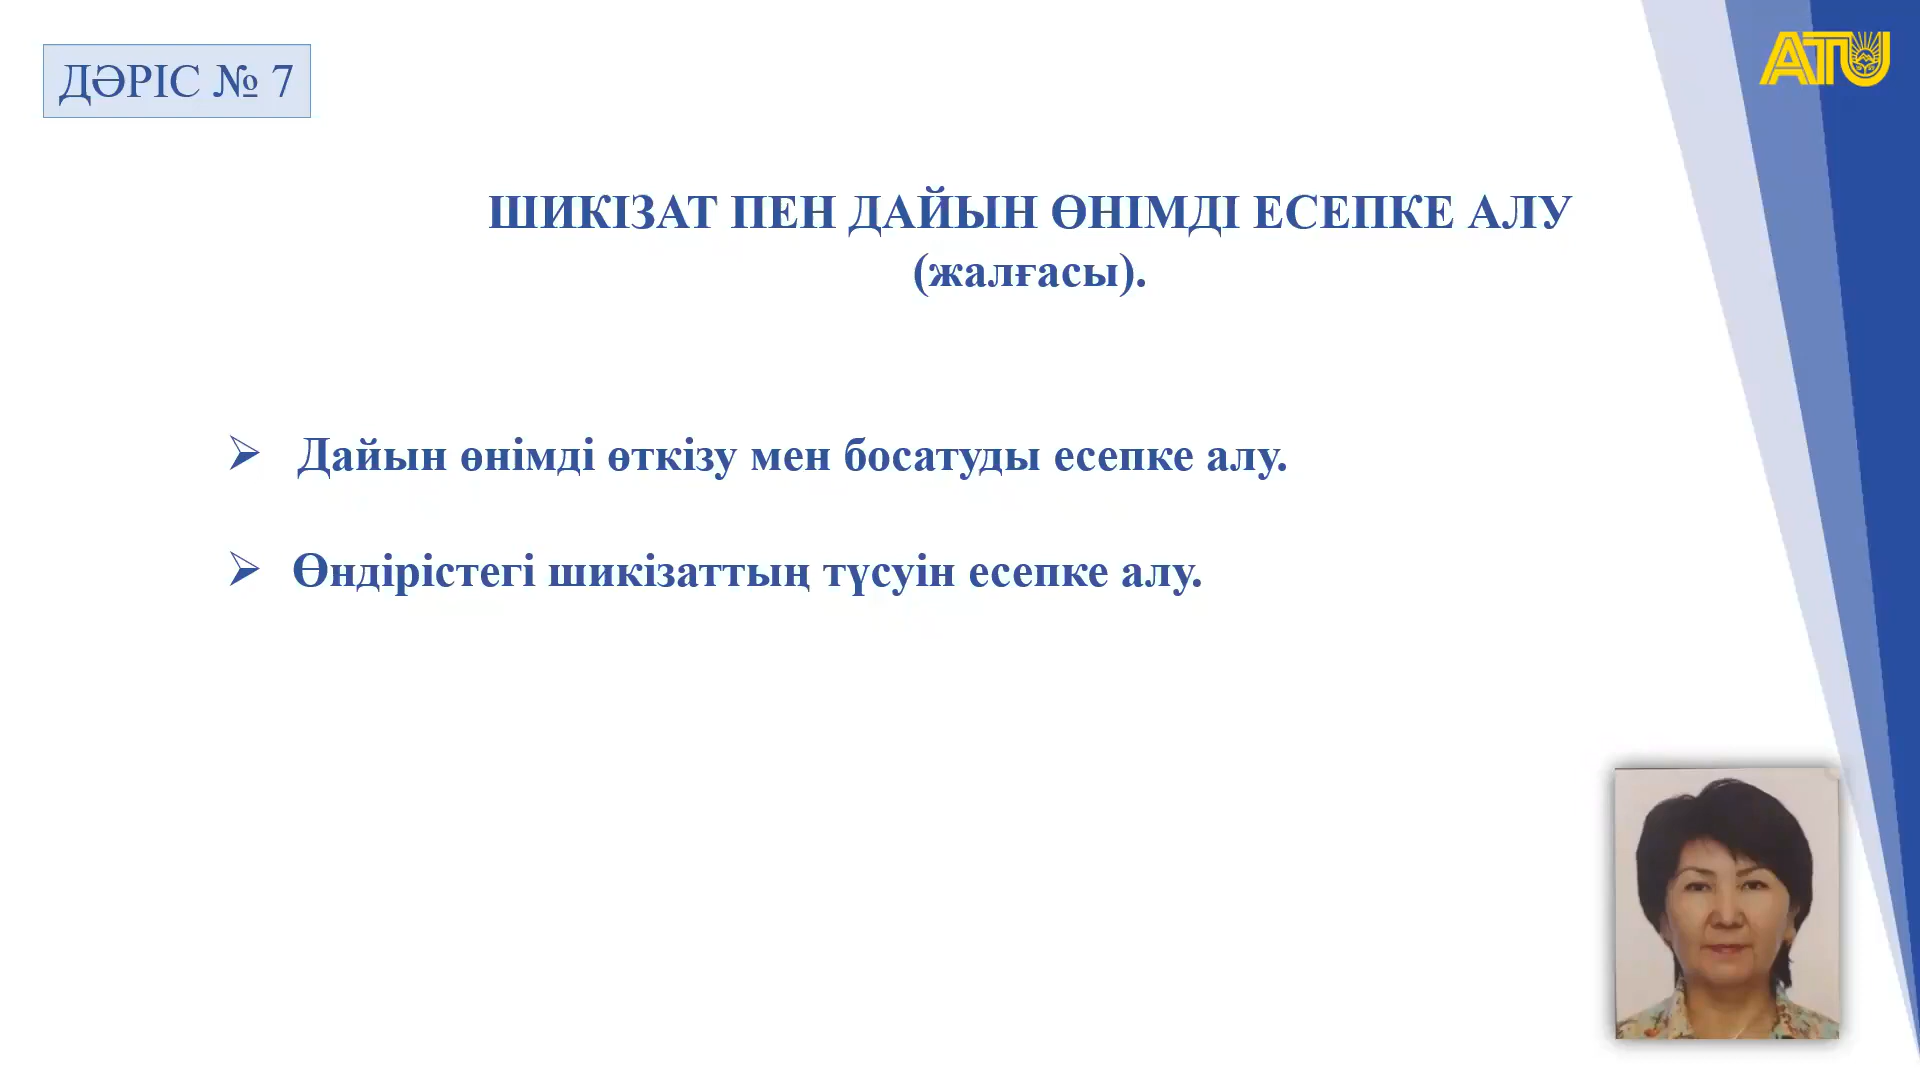 ДӘРІС № 7
ATU
ШИКІЗАТ ПЕН ДАЙЫН ӨНІМДІ ЕСЕПКЕ АЛУ
(жалғасы).
➢ Дайын өнімді өткізу мен босатуды есепке алу.
➢ Өндірістегі шикізаттың түсуін есепке алу.